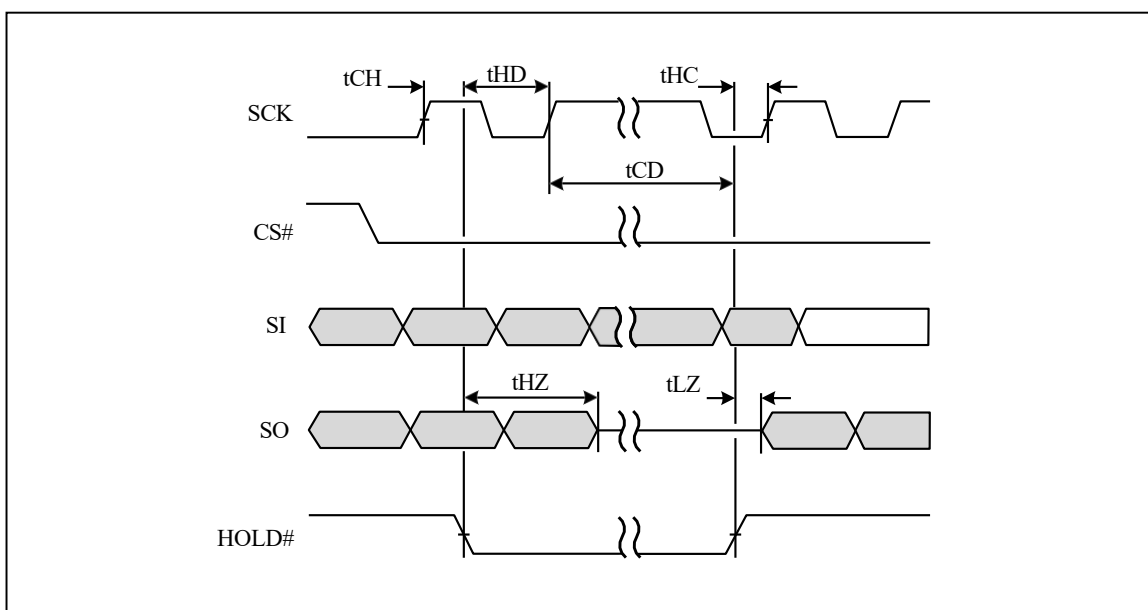 tCH
tHD
tHC
SCK
tCD
CS#
SI
tHZ
tLZ
SO
HOLD#